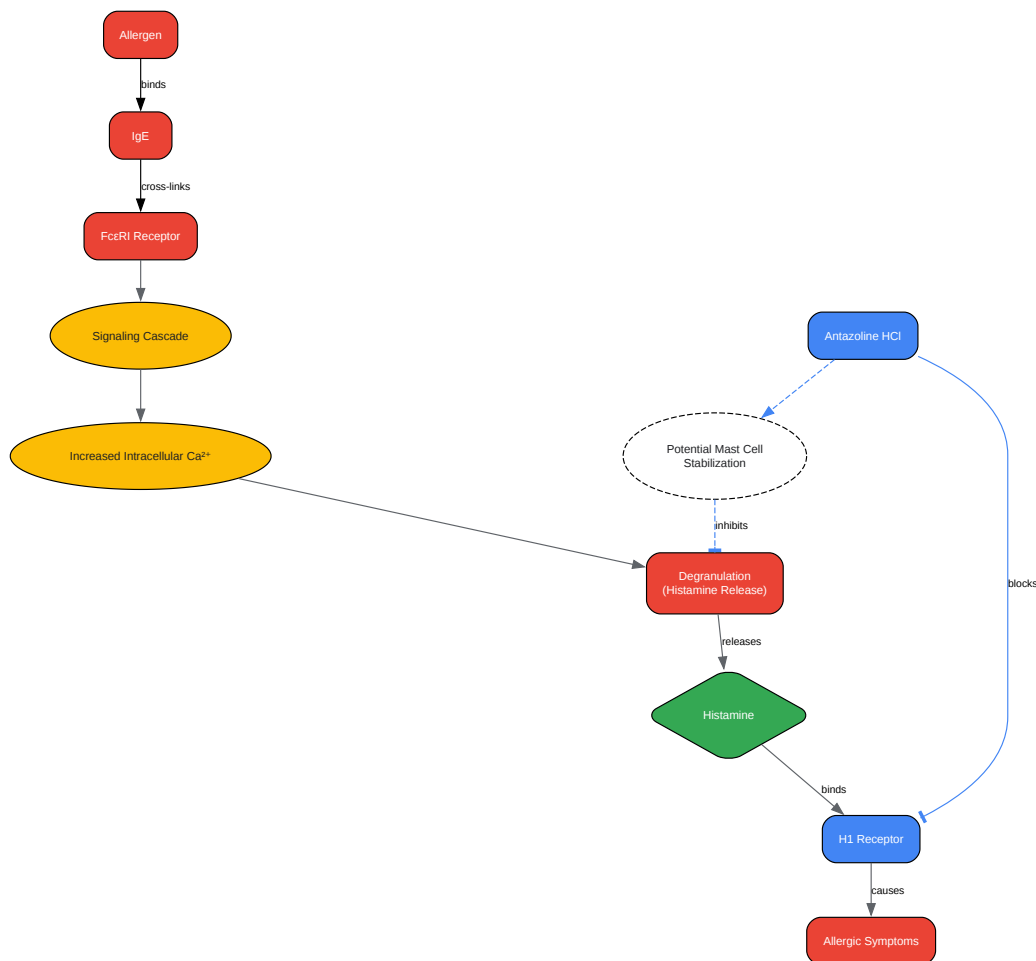 Allergen
binds
IgE
cross-links
FcεRI Receptor
Signaling Cascade
Antazoline HCl
Increased Intracellular Ca²⁺
Potential Mast Cell
Stabilization
inhibits
Degranulation
(Histamine Release)
blocks
releases
Histamine
binds
H1 Receptor
causes
Allergic Symptoms